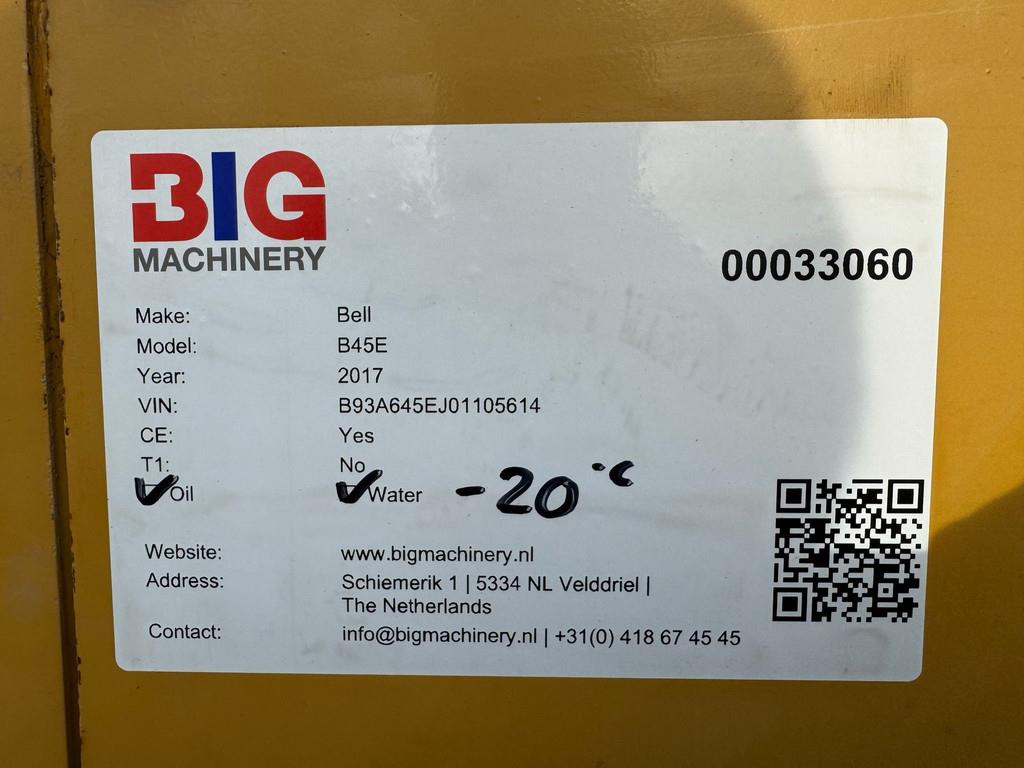 BIG
MACHINERY
00033060
Make: Bell
Model: B45E
Year: 2017
VIN: B93A645EJ01105614
CE: Yes
T1: No
Oil Water -20°C
Website: www.bigmachinery.nl
Address: Schiemerik 1 | 5334 NL Velddriel |
The Netherlands
Contact: info@bigmachinery.nl | +31(0) 418 67 45 45